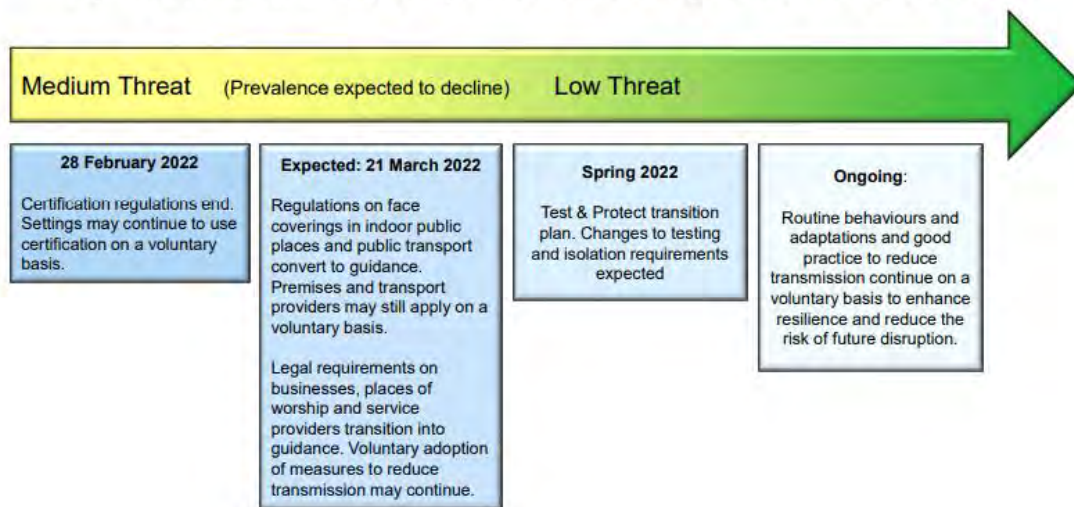 Medium Threat (Prevalence expected to decline) Low Threat
28 February 2022
Certification regulations end.
Settings may continue to use
certification on a voluntary
basis.
Expected: 21 March 2022
Regulations on face
coverings in indoor public
places and public transport
convert to guidance.
Premises and transport
providers may still apply on a
voluntary basis.
Legal requirements on
businesses, places of
worship and service
providers transition into
guidance. Voluntary adoption
of measures to reduce
transmission may continue.
Spring 2022
Test & Protect transition
plan. Changes to testing
and isolation requirements
expected
Ongoing:
Routine behaviours and
adaptations and good
practice to reduce
transmission continue on a
voluntary basis to enhance
resilience and reduce the
risk of future disruption.